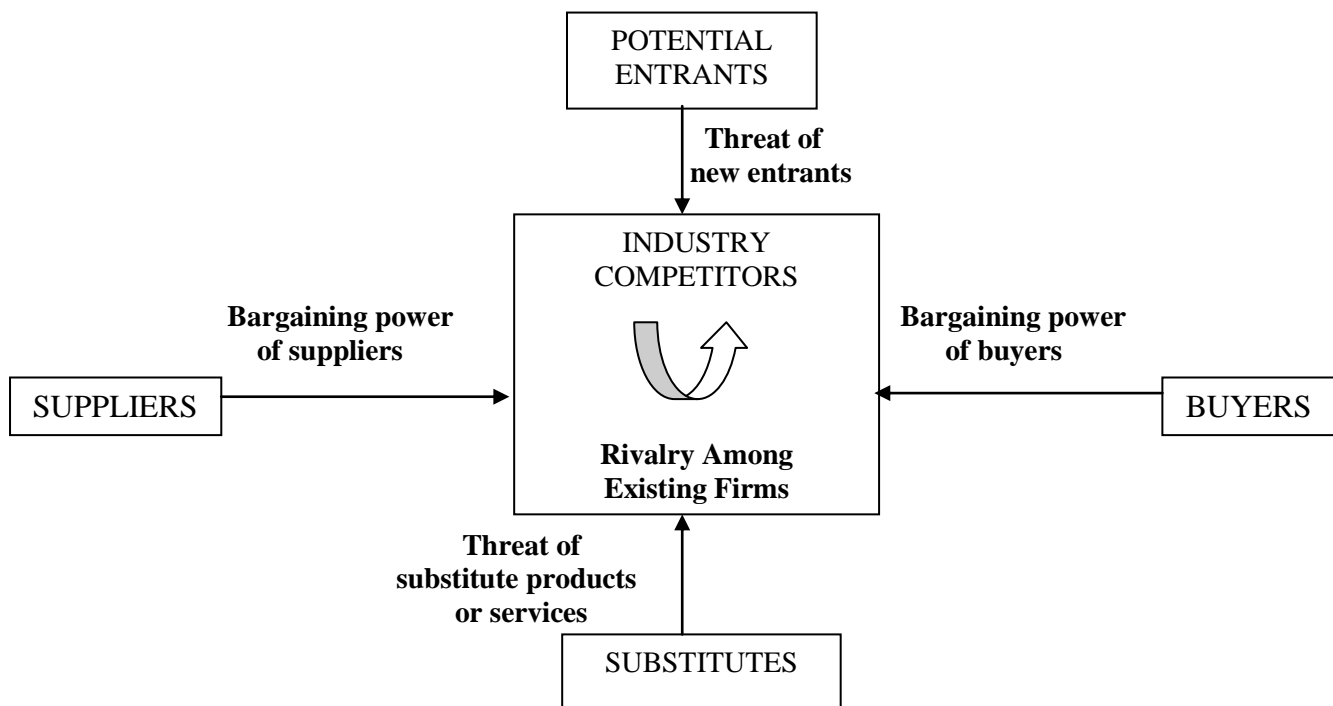 POTENTIAL
ENTRANTS
Threat of
new entrants
INDUSTRY
COMPETITORS
Bargaining power
of suppliers
Bargaining power
of buyers
SUPPLIERS
BUYERS
Rivalry Among
Existing Firms
Threat of
substitute products
or services
SUBSTITUTES